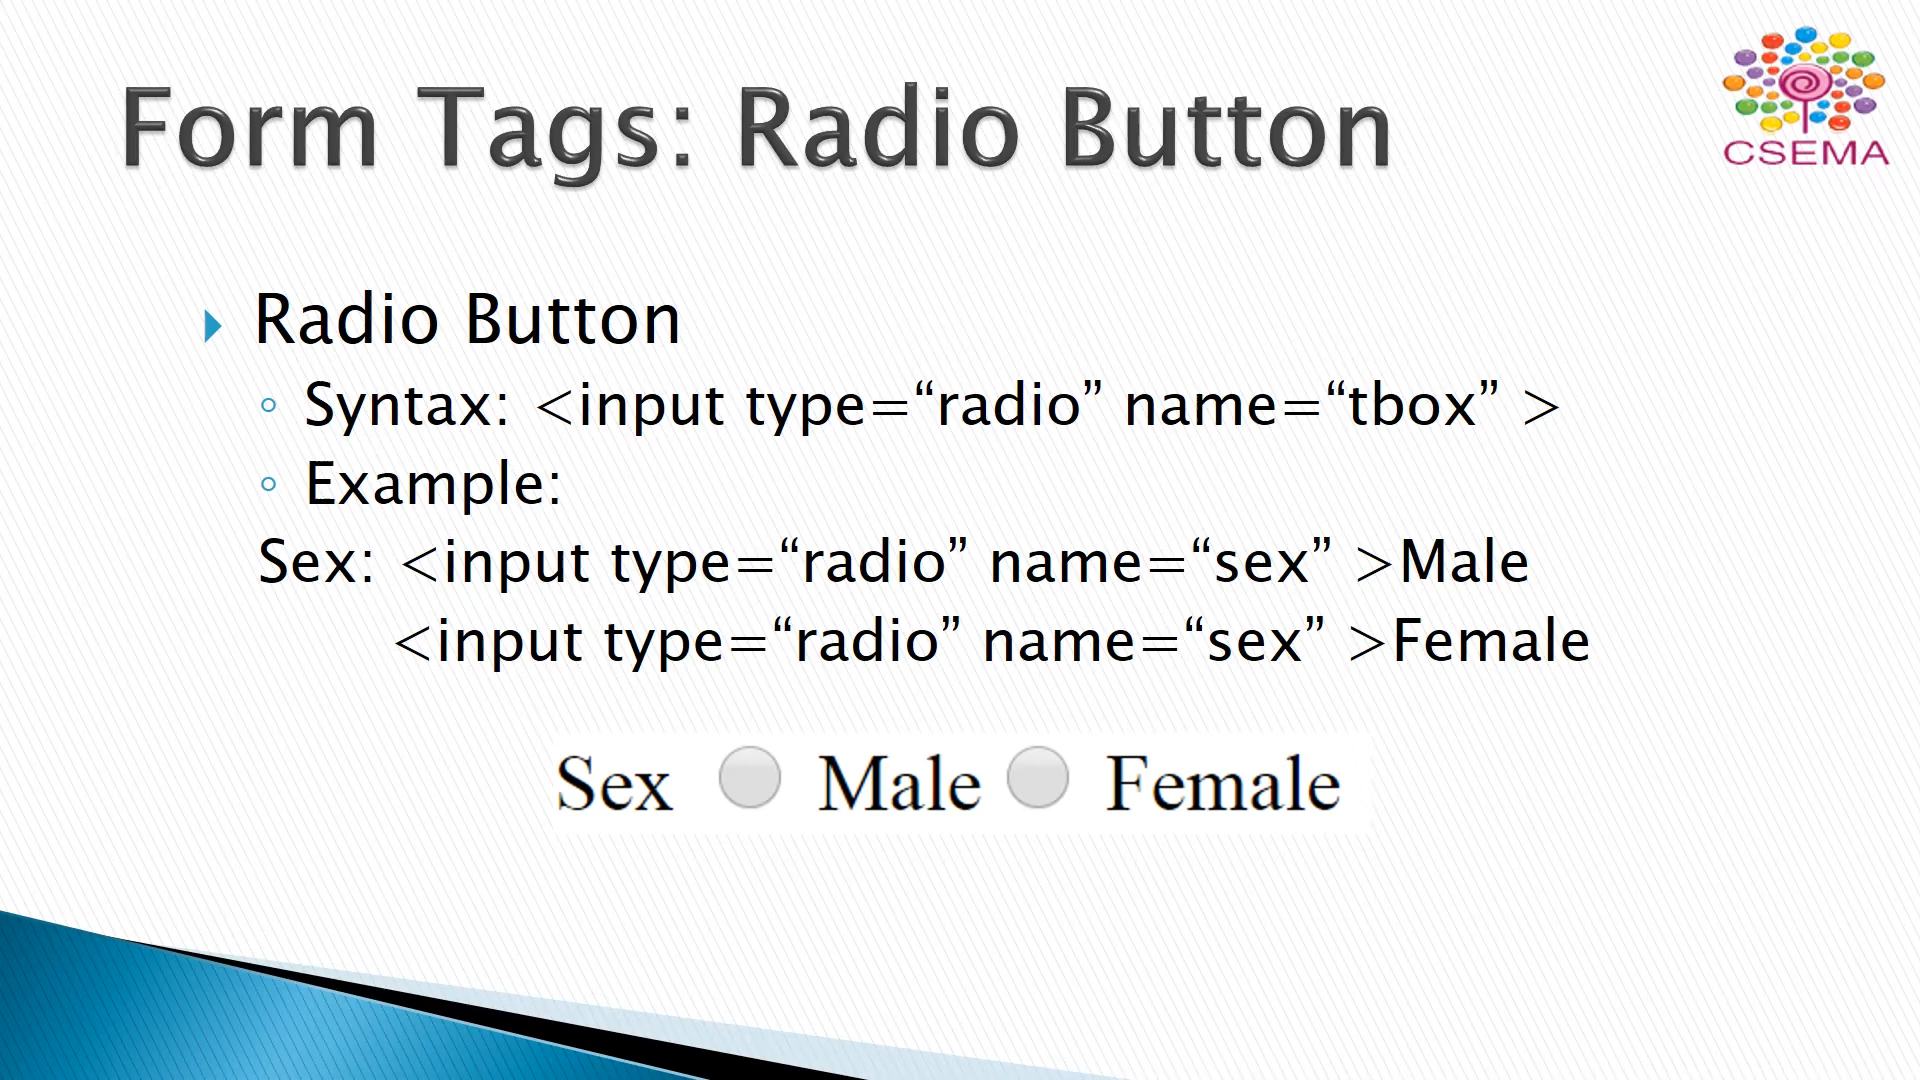 Form Tags: Radio Button
CSEMA
Radio Button
Syntax: <input type=“radio” name=“tbox” >
Example:
Sex: <input type=“radio” name=“sex” >Male
<input type=“radio” name=“sex” >Female
Sex Male Female